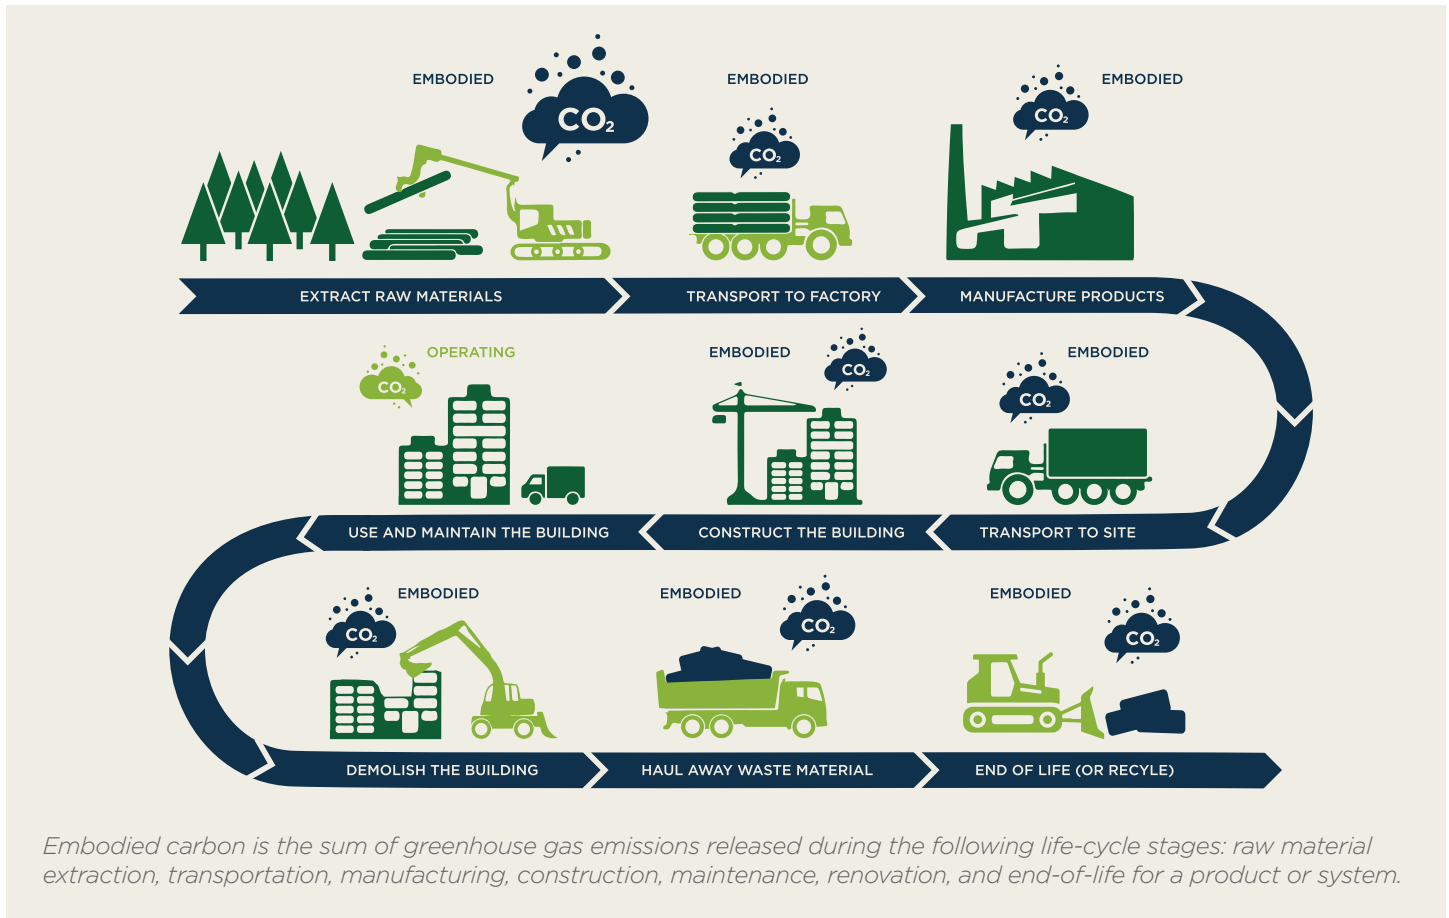 EMBODIED
CO2
EMBODIED
CO2
EMBODIED
CO2
EXTRACT RAW MATERIALS
TRANSPORT TO FACTORY
MANUFACTURE PRODUCTS
OPERATING
CO2
EMBODIED
CO2
EMBODIED
CO2
USE AND MAINTAIN THE BUILDING
CONSTRUCT THE BUILDING
TRANSPORT TO SITE
EMBODIED
CO2
EMBODIED
CO2
EMBODIED
CO2
DEMOLISH THE BUILDING
HAUL AWAY WASTE MATERIAL
END OF LIFE (OR RECYLE)
Embodied carbon is the sum of greenhouse gas emissions released during the following life-cycle stages: raw material
extraction, transportation, manufacturing, construction, maintenance, renovation, and end-of-life for a product or system.